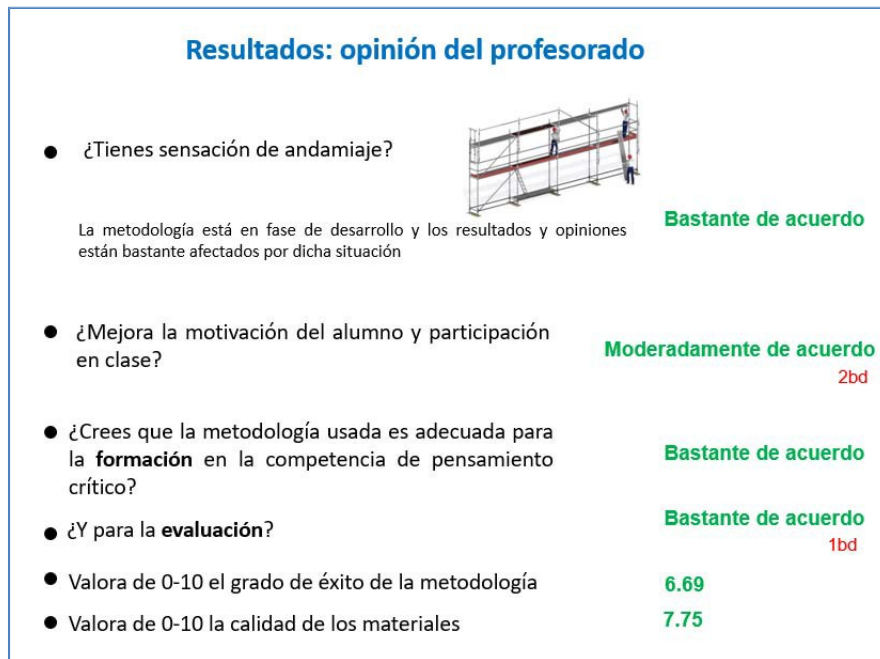 Resultados: opinión del profesorado
● ¿Tienes sensación de andamiaje?
La metodología está en fase de desarrollo y los resultados y opiniones
están bastante afectados por dicha situación
Bastante de acuerdo
● ¿Mejora la motivación del alumno y participación
en clase?
Moderadamente de acuerdo
2bd
● ¿Crees que la metodología usada es adecuada para
la formación en la competencia de pensamiento
crítico?
Bastante de acuerdo
● ¿Y para la evaluación?
Bastante de acuerdo
1bd
● Valora de 0-10 el grado de éxito de la metodología
6.69
● Valora de 0-10 la calidad de los materiales
7.75